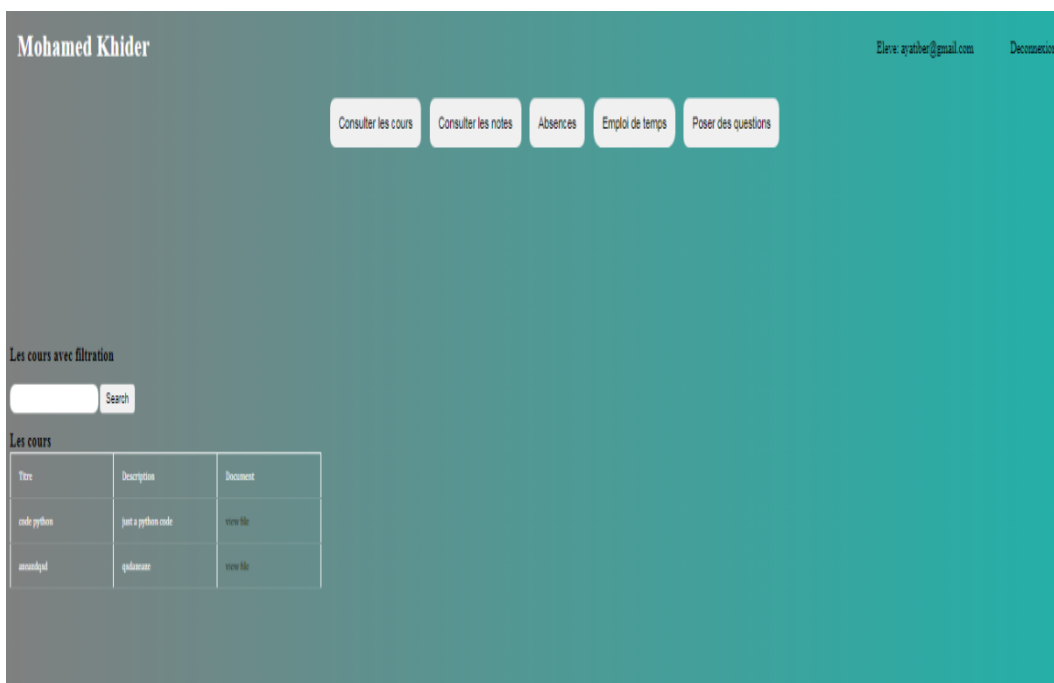 Mohamed Khider
Eleve: ayatiber@gmail.com Deconnexion
Consulter les cours Consulter les notes Absences Emploi de temps Poser des questions
Les cours avec filtration
Search
Les cours
Titre Description Document
code python just a python code view file
view file